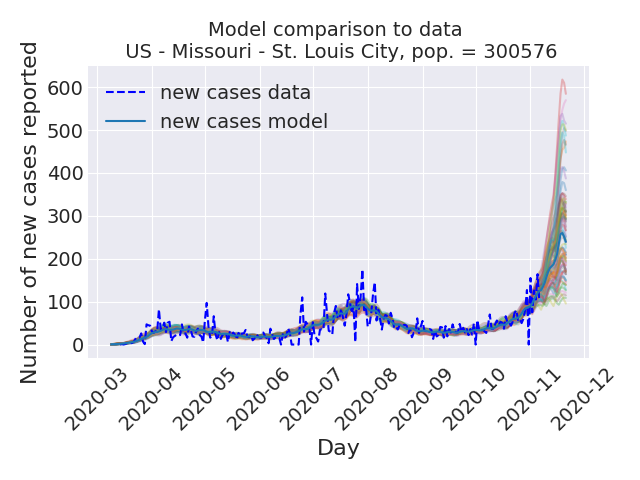 Model comparison to data
US - Missouri - St. Louis City, pop. = 300576
Number of new cases reported
600
500
400
300
200
100
0
new cases data
new cases model
2020-03
2020-04
2020-05
2020-06
2020-07
2020-08
2020-09
2020-10
2020-11
2020-12
Day